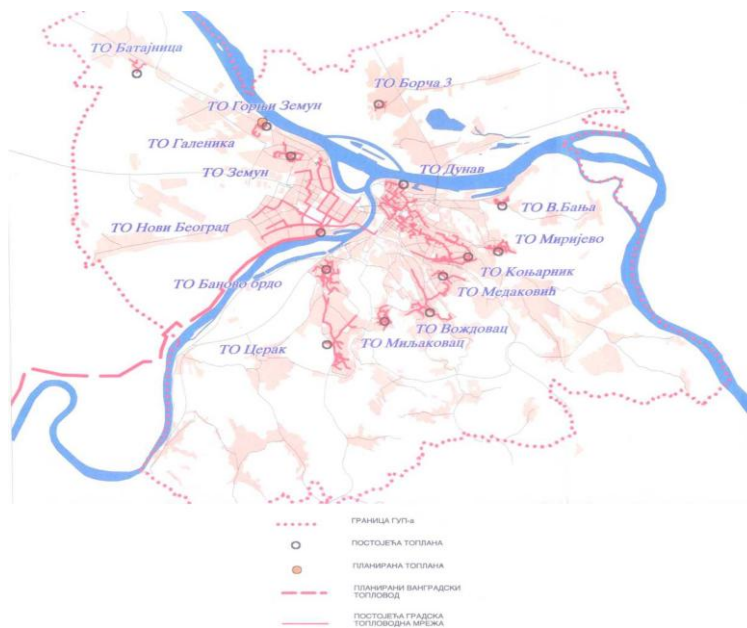 ТО Батајница
ТО Борча 3
ТО Горњи Земун
ТО Галеника
ТО Земун
ТО Дунав
ТО В.Бања
ТО Нови Београд
ТО Миријево
ТО Коњарник
ТО Баново брдо
ТО Медаковић
ТО Вождовац
ТО Церак
ТО Миљаковац
ГРАНИЦА ГУП-а
ПОСТОЈЕЋА ТОПЛАНА
ПЛАНИРАНА ТОПЛАНА
ПЛАНИРАНИ ВАНГРАДСКИ
ТОПЛОВОД
ПОСТОЈЕЋА ГРАДСКА
ТОПЛОВОДНА МРЕЖА